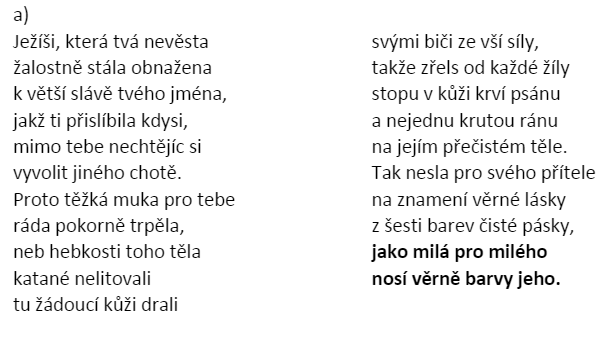 a)
Ježíši, která tvá nevěsta
žalostně stála obnažena
k větší slávě tvého jména,
jakž ti přislíbila kdysi,
mimo tebe nechtějíc si
vyvolit jiného chotě.
Proto těžká muka pro tebe
ráda pokorně trpěla,
neb hebkosti toho těla
katané nelitovali
tu žádoucí kůži drali
svými biči ze vší síly,
takže zřels od každé žíly
stopu v kůži krví psánu
a nejednu krutou ránu
na jejím přečistém těle.
Tak nesla pro svého přítele
na znamení věrné lásky
z šesti barev čisté pásky,
jako milá pro milého
nosí věrně barvy jeho.